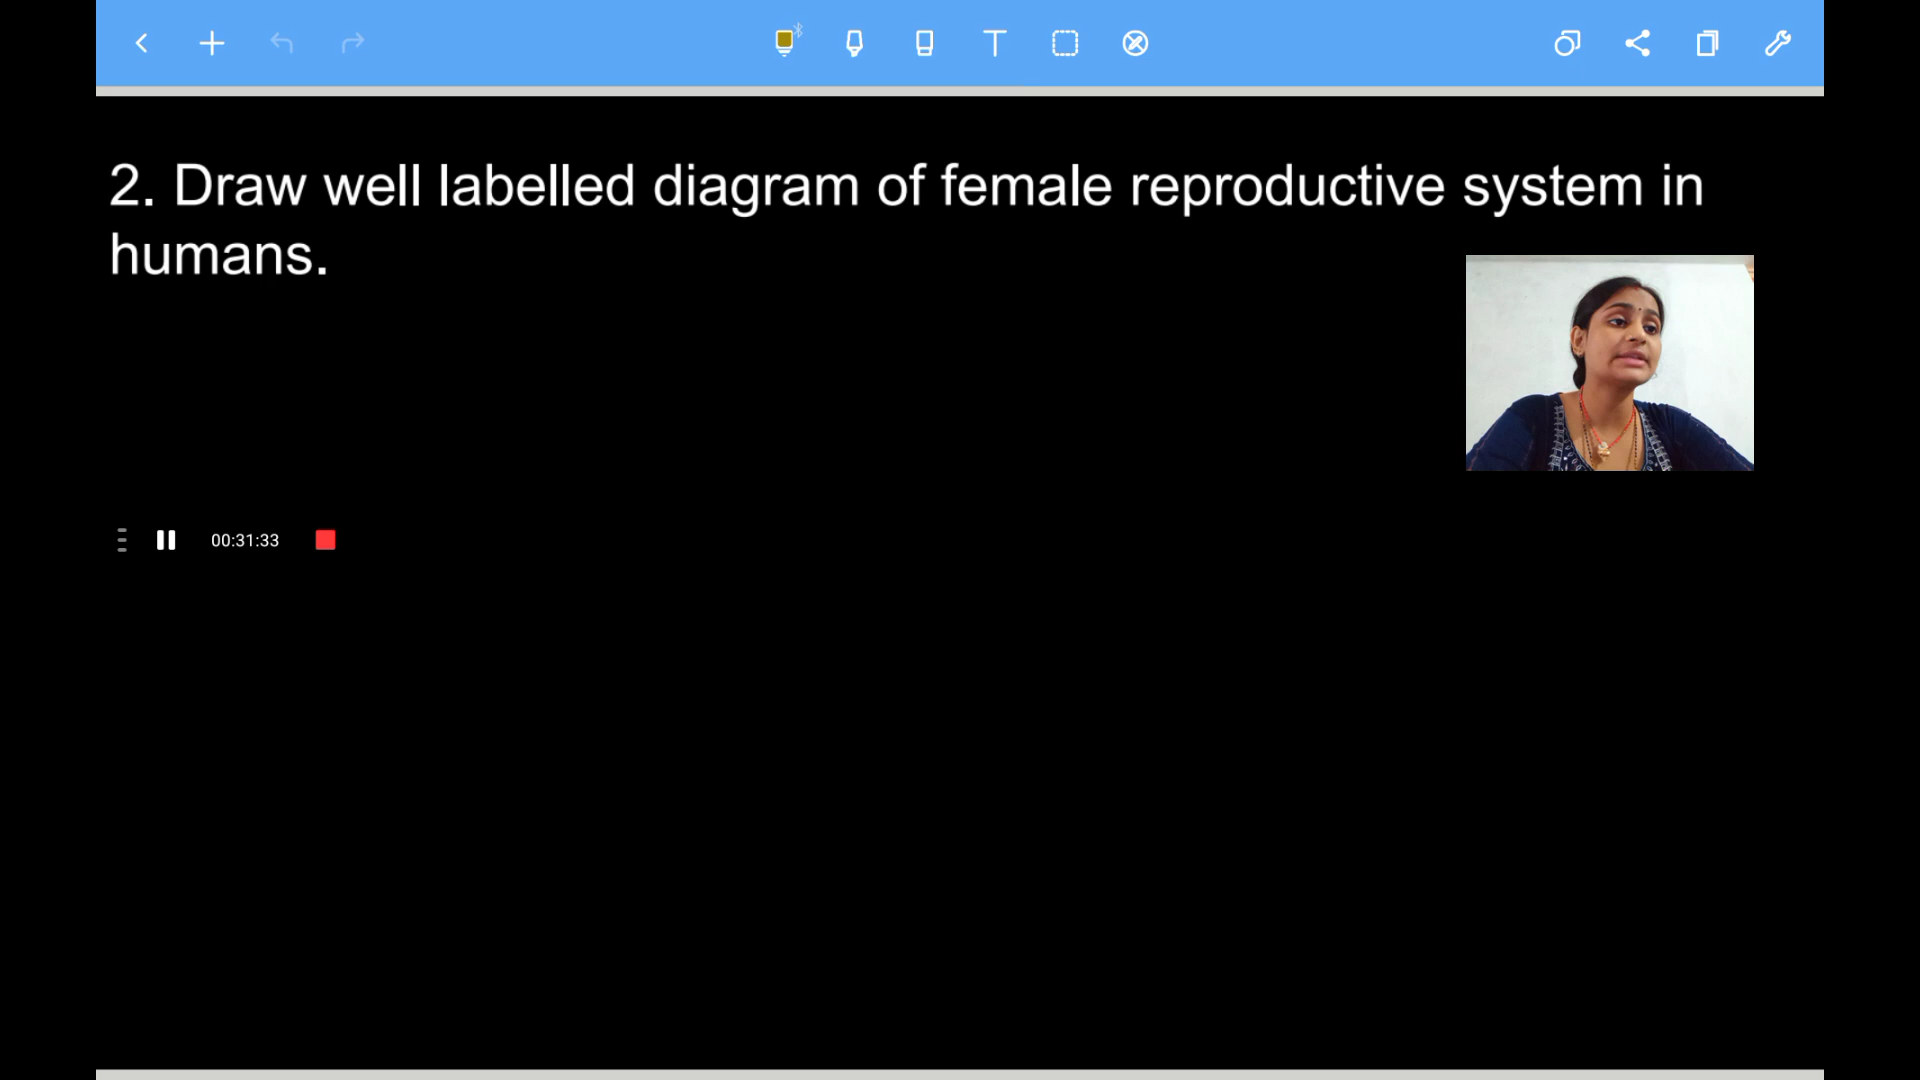 2. Draw well labelled diagram of female reproductive system in
humans.
00:31:33